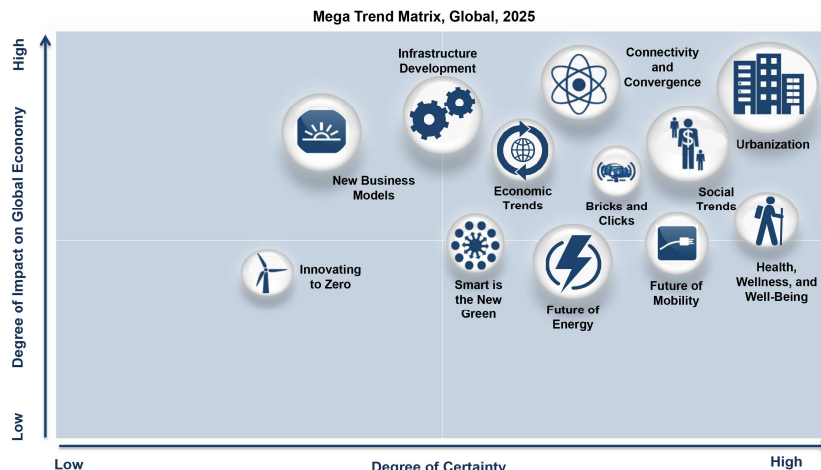 Mega Trend Matrix, Global, 2025
High
Degree of Impact on Global Economy
Low
Infrastructure
Development
Connectivity
and
Convergence
Urbanization
New Business
Models
Economic
Trends
Bricks and
Clicks
Social
Trends
$
Innovating
to Zero
Smart is
the New
Green
Future of
Energy
Future of
Mobility
Health,
Wellness, and
Well-Being
Low
Degree of Certainty
High